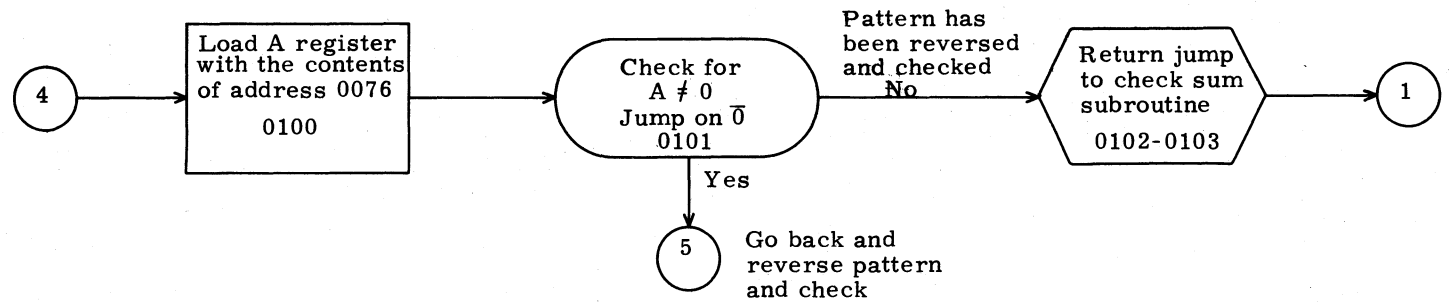 4
Load A register
with the contents
of address 0076
0100
Check for
A ≠ 0
Jump on 0̅
0101
Yes
5
Go back and
reverse pattern
and check
Pattern has
been reversed
and checked
No
Return jump
to check sum
subroutine
0102-0103
1